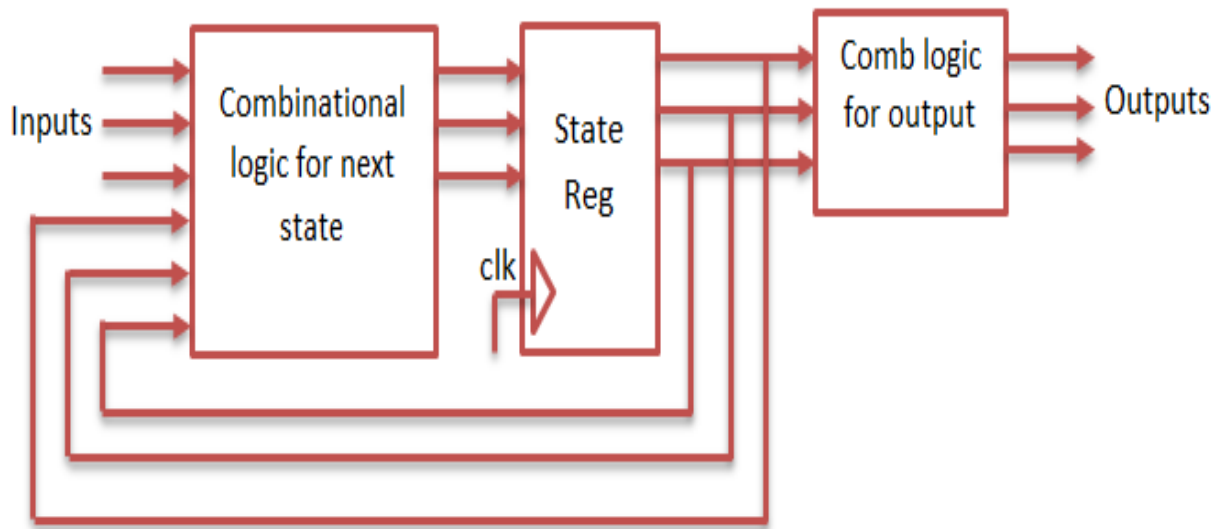 Inputs
Combinational
logic for next
state
State
Reg
clk
Comb logic
for output
Outputs